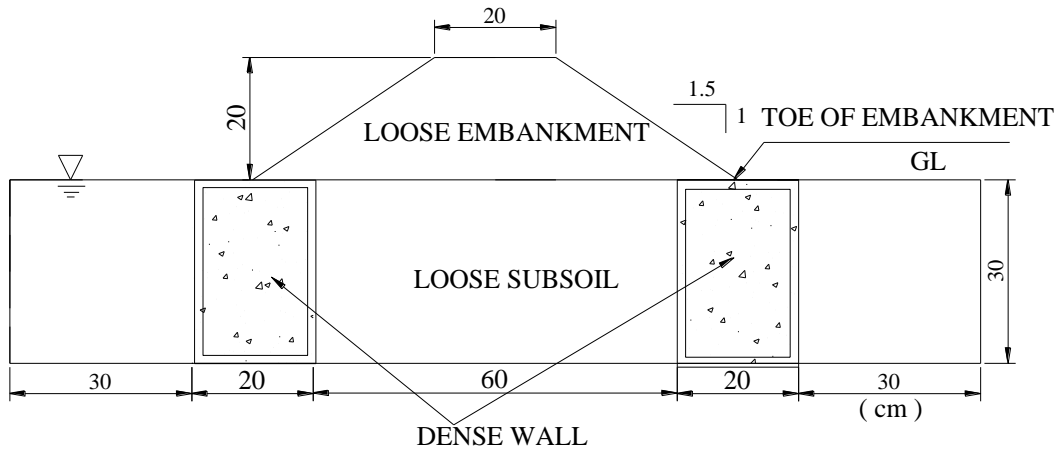 20
1.5
1
20
LOOSE EMBANKMENT
TOE OF EMBANKMENT
GL
LOOSE SUBSOIL
30
30
20
60
20
30
( cm )
DENSE WALL